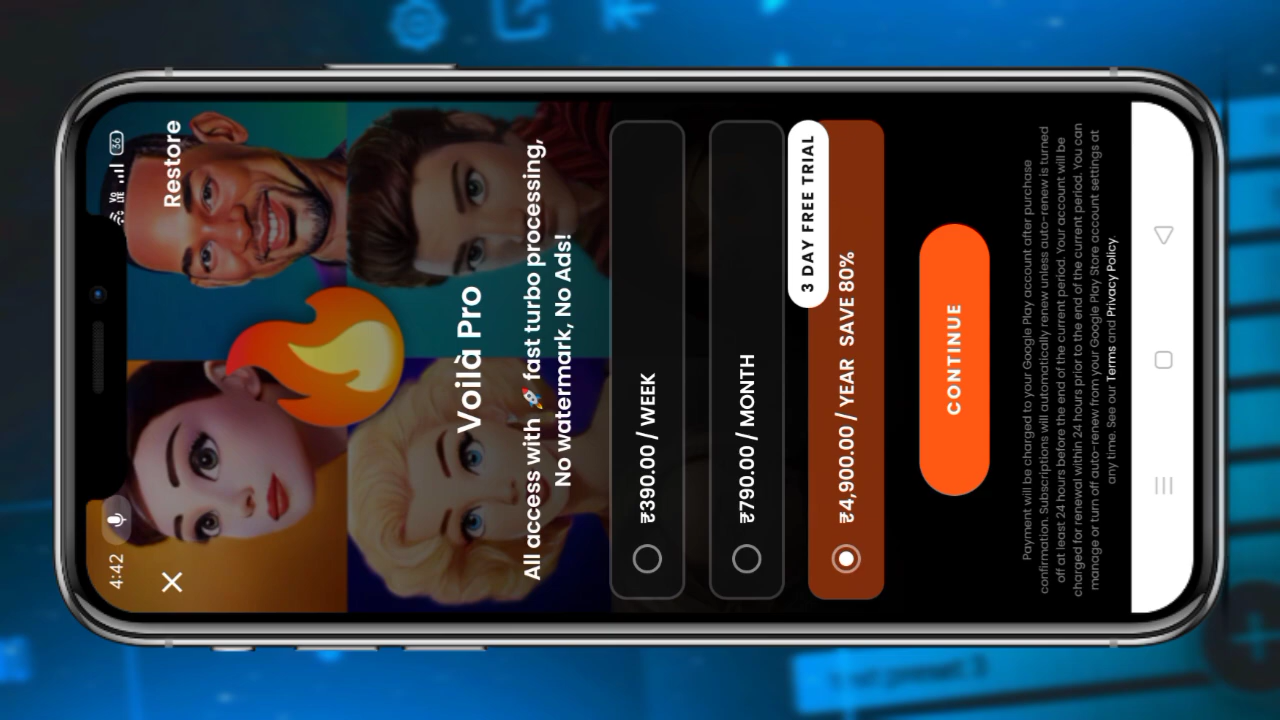 4:42
Vo
LTE
36
Restore
Voilà Pro
All access with 🚀 fast turbo processing,
No watermark, No Ads!
₹390.00 / WEEK
₹790.00 / MONTH
3 DAY FREE TRIAL
₹4,900.00 / YEAR SAVE 80%
CONTINUE
Payment will be charged to your Google Play account after purchase
confirmation. Subscriptions will automatically renew unless auto-renew is turned
off at least 24 hours before the end of the current period. Your account will be
charged for renewal within 24 hours prior to the end of the current period. You can
manage or turn off auto-renew from your Google Play Store account settings at
any time. See our Terms and Privacy Policy.